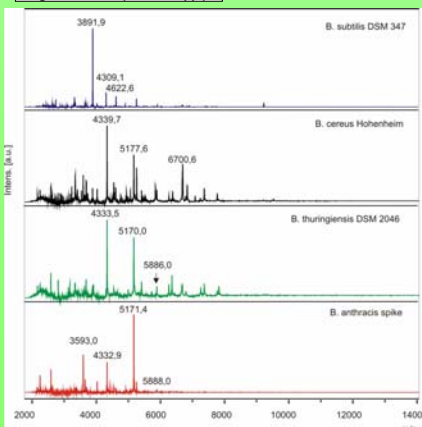 3891,9
B. subtilis DSM 347
4309,1
4622,6
4339,7
B. cereus Hohenheim
5177,6
6700,6
Intens. [a.u.]
4333,5
B. thuringiensis DSM 2046
5170,0
5886,0
5171,4
B. anthracis spike
3593,0
4332,9
5888,0
2000 4000 6000 8000 10000 12000 14000